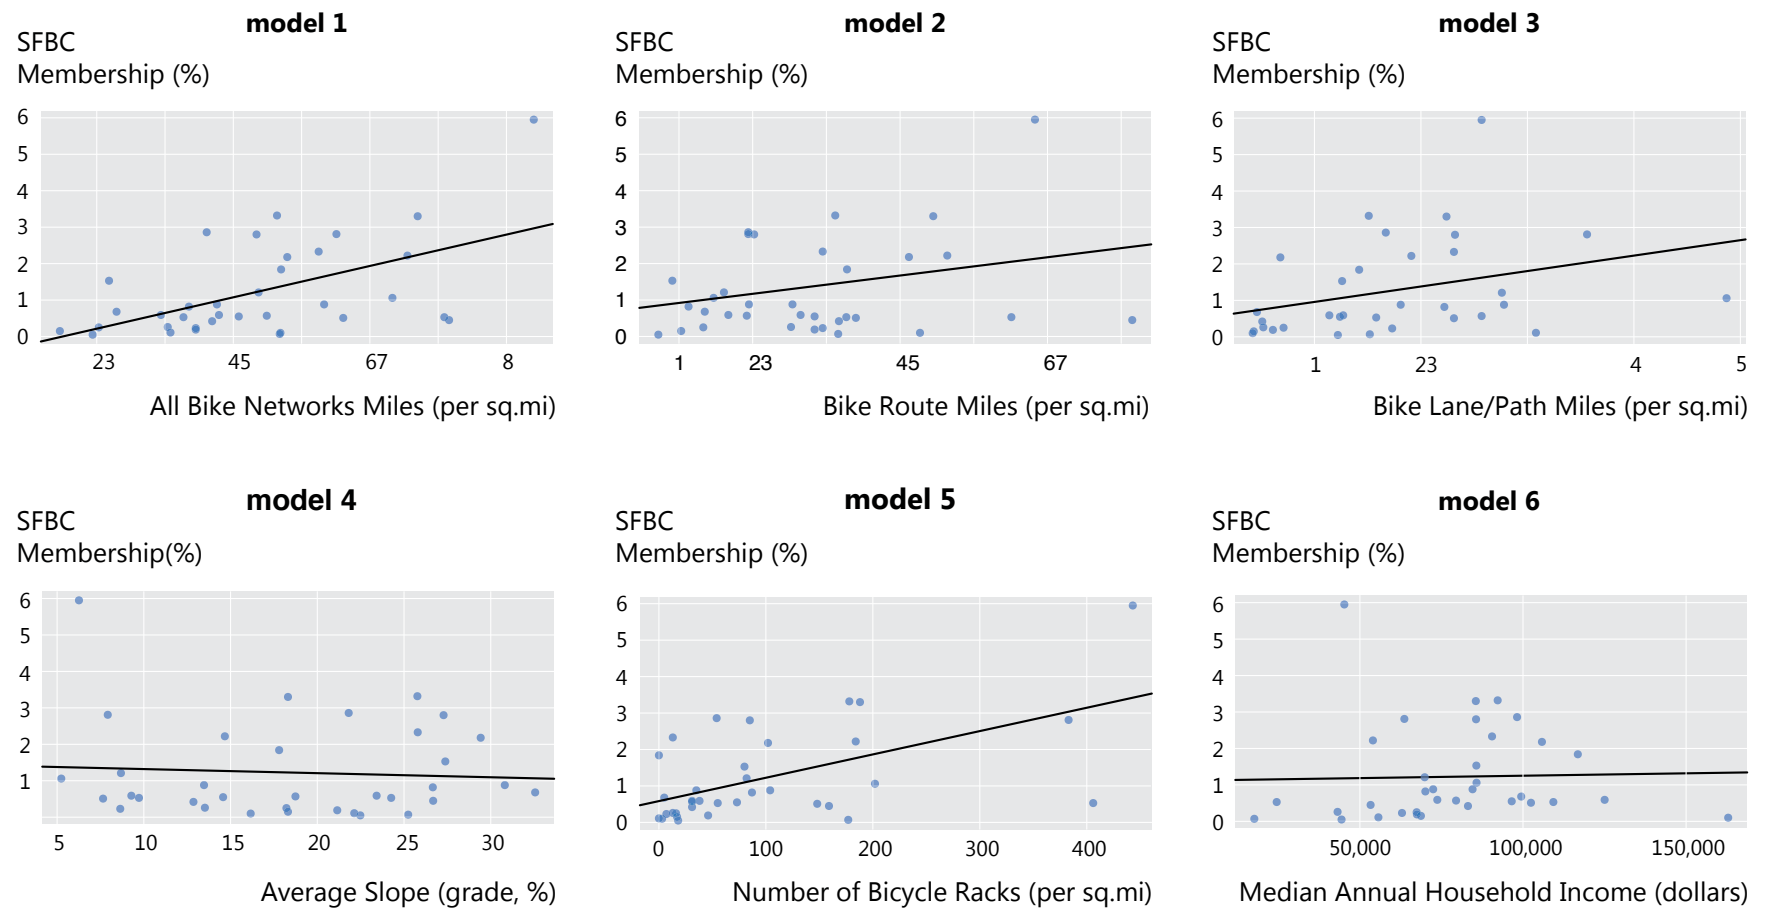 model 1
SFBC
Membership (%)
6
5
4
3
2
1
0
23 45 67 8
All Bike Networks Miles (per sq.mi)
model 2
SFBC
Membership (%)
6
5
4
3
2
1
0
1 23 45 67
Bike Route Miles (per sq.mi)
model 3
SFBC
Membership (%)
6
5
4
3
2
1
0
1 23 4 5
Bike Lane/Path Miles (per sq.mi)
model 4
SFBC
Membership(%)
6
5
4
3
2
1
5 10 15 20 25 30
Average Slope (grade, %)
model 5
SFBC
Membership (%)
6
5
4
3
2
1
0
0 100 200 300 400
Number of Bicycle Racks (per sq.mi)
model 6
SFBC
Membership (%)
6
5
4
3
2
1
0
50,000 100,000 150,000
Median Annual Household Income (dollars)